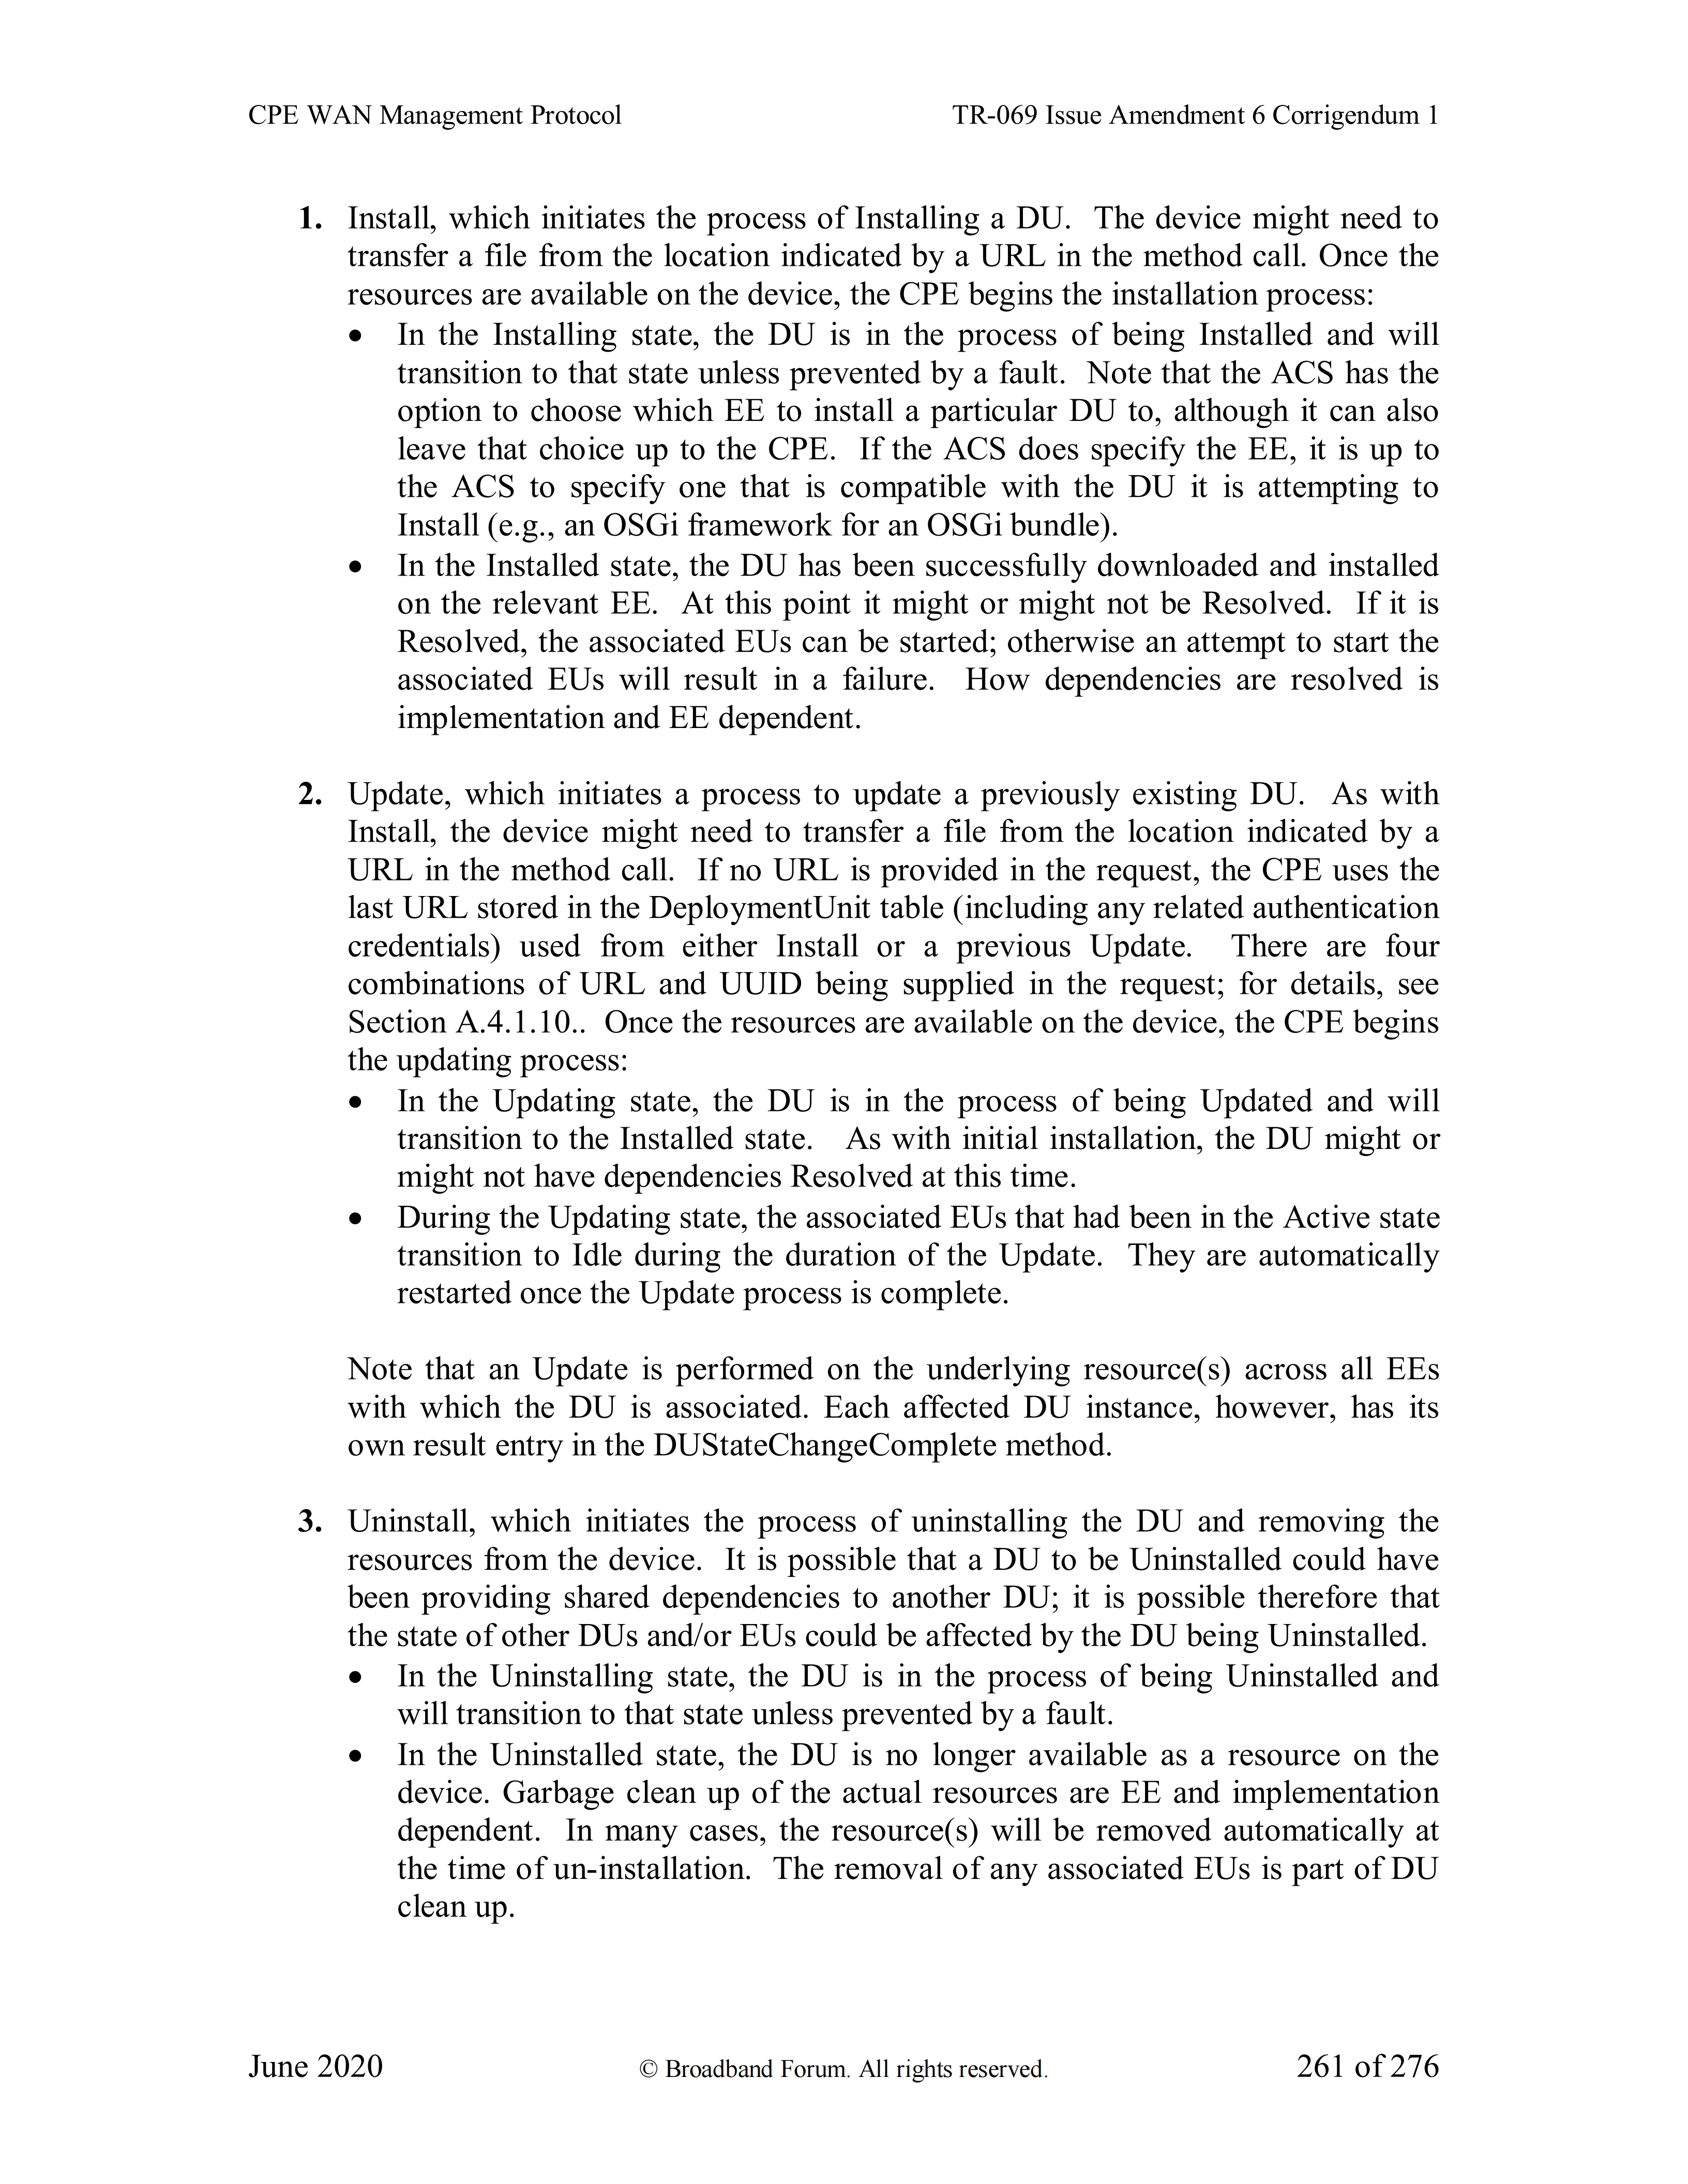 CPE WAN Management Protocol TR-069 Issue Amendment 6 Corrigendum 1
1. Install, which initiates the process of Installing a DU. The device might need to
transfer a file from the location indicated by a URL in the method call. Once the
resources are available on the device, the CPE begins the installation process:
• In the Installing state, the DU is in the process of being Installed and will
transition to that state unless prevented by a fault. Note that the ACS has the
option to choose which EE to install a particular DU to, although it can also
leave that choice up to the CPE. If the ACS does specify the EE, it is up to
the ACS to specify one that is compatible with the DU it is attempting to
Install (e.g., an OSGi framework for an OSGi bundle).
• In the Installed state, the DU has been successfully downloaded and installed
on the relevant EE. At this point it might or might not be Resolved. If it is
Resolved, the associated EUs can be started; otherwise an attempt to start the
associated EUs will result in a failure. How dependencies are resolved is
implementation and EE dependent.
2. Update, which initiates a process to update a previously existing DU. As with
Install, the device might need to transfer a file from the location indicated by a
URL in the method call. If no URL is provided in the request, the CPE uses the
last URL stored in the DeploymentUnit table (including any related authentication
credentials) used from either Install or a previous Update. There are four
combinations of URL and UUID being supplied in the request; for details, see
Section A.4.1.10.. Once the resources are available on the device, the CPE begins
the updating process:
• In the Updating state, the DU is in the process of being Updated and will
transition to the Installed state. As with initial installation, the DU might or
might not have dependencies Resolved at this time.
• During the Updating state, the associated EUs that had been in the Active state
transition to Idle during the duration of the Update. They are automatically
restarted once the Update process is complete.
Note that an Update is performed on the underlying resource(s) across all EEs
with which the DU is associated. Each affected DU instance, however, has its
own result entry in the DUStateChangeComplete method.
3. Uninstall, which initiates the process of uninstalling the DU and removing the
resources from the device. It is possible that a DU to be Uninstalled could have
been providing shared dependencies to another DU; it is possible therefore that
the state of other DUs and/or EUs could be affected by the DU being Uninstalled.
• In the Uninstalling state, the DU is in the process of being Uninstalled and
will transition to that state unless prevented by a fault.
• In the Uninstalled state, the DU is no longer available as a resource on the
device. Garbage clean up of the actual resources are EE and implementation
dependent. In many cases, the resource(s) will be removed automatically at
the time of un-installation. The removal of any associated EUs is part of DU
clean up.
June 2020 © Broadband Forum. All rights reserved. 261 of 276